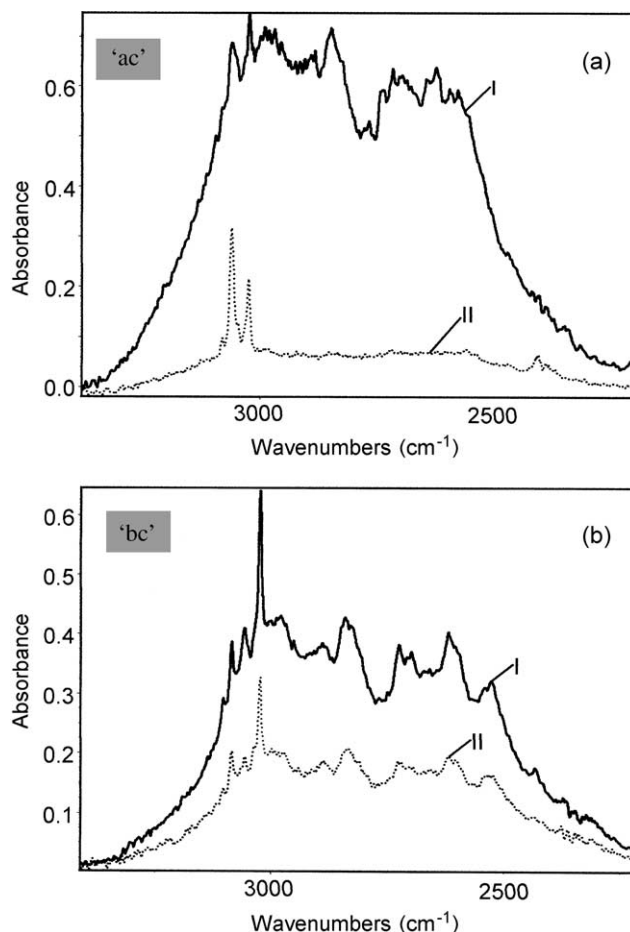 'ac'
(a)
I
II
Absorbance
0.6
0.4
0.2
0.0
3000 2500
Wavenumbers (cm-1)
'bc'
(b)
I
II
Absorbance
0.6
0.5
0.4
0.3
0.2
0.1
3000 2500
Wavenumbers (cm-1)